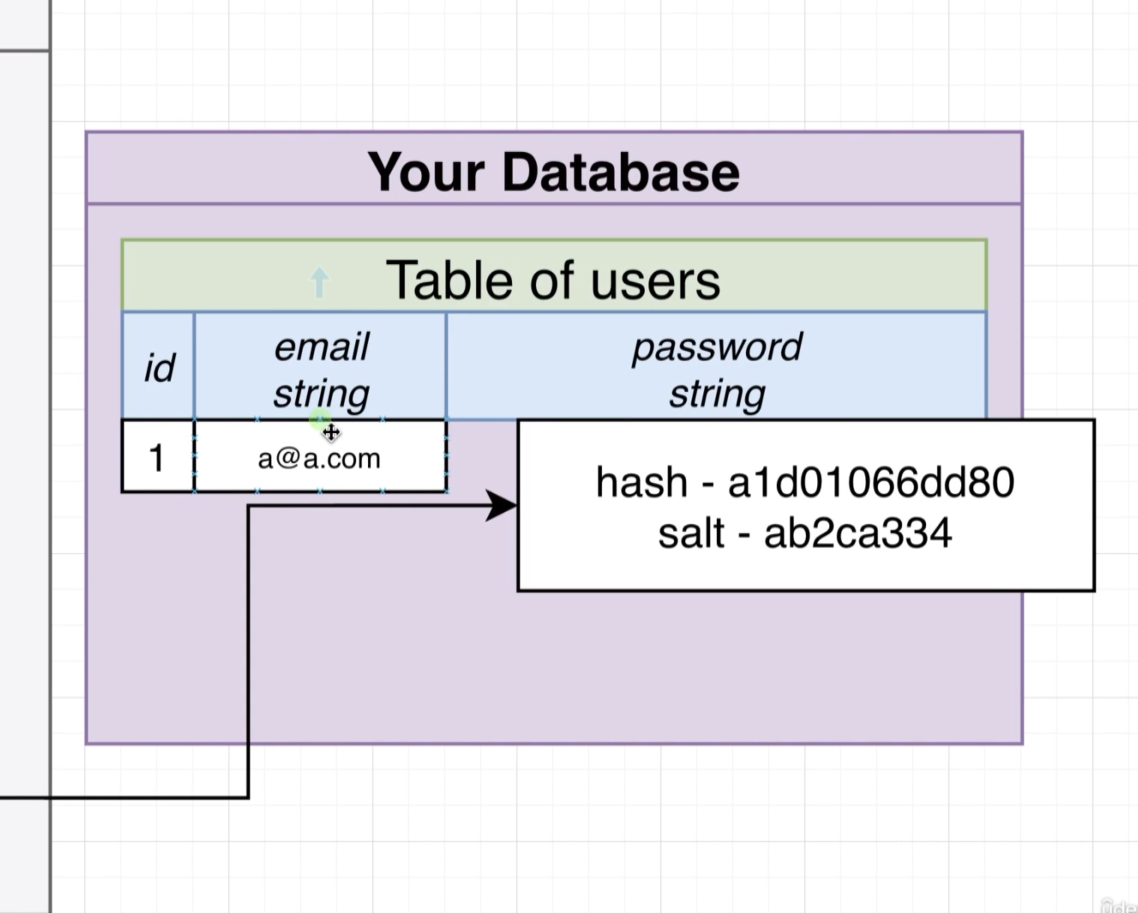 Your Database
Table of users
id
email
string
password
string
1
a@a.com
hash - a1d01066dd80
salt - ab2ca334